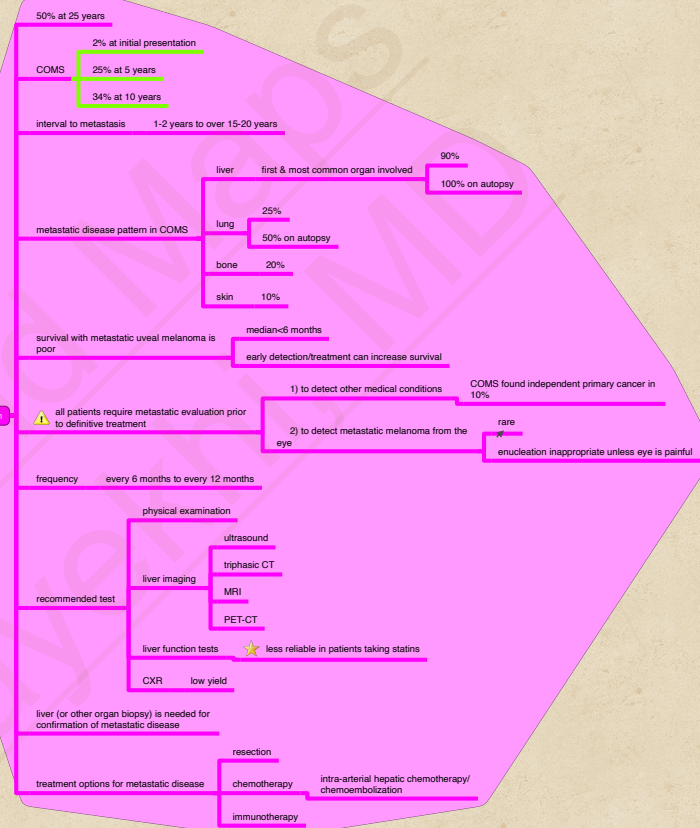 50% at 25 years
COMS
2% at initial presentation
25% at 5 years
34% at 10 years
interval to metastasis
1-2 years to over 15-20 years
metastatic disease pattern in COMS
liver
first & most common organ involved
90%
100% on autopsy
lung
25%
50% on autopsy
bone
20%
skin
10%
survival with metastatic uveal melanoma is
poor
median<6 months
early detection/treatment can increase survival
all patients require metastatic evaluation prior
to definitive treatment
1) to detect other medical conditions
COMS found independent primary cancer in
10%
2) to detect metastatic melanoma from the
eye
rare
enucleation inappropriate unless eye is painful
frequency
every 6 months to every 12 months
recommended test
physical examination
liver imaging
ultrasound
triphasic CT
MRI
PET-CT
liver function tests
less reliable in patients taking statins
CXR
low yield
liver (or other organ biopsy) is needed for
confirmation of metastatic disease
treatment options for metastatic disease
resection
chemotherapy
intra-arterial hepatic chemotherapy/
chemoembolization
immunotherapy
Maps
MD